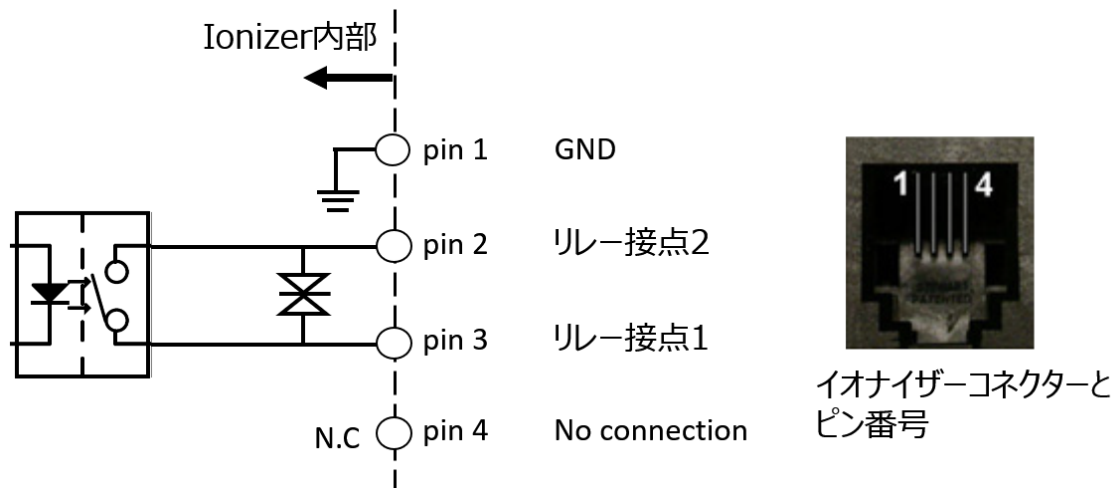 Ionizer内部
pin 1 GND
pin 2 リレー接点2
pin 3 リレー接点1
N.C pin 4 No connection
1 4
PATENTED
イオナイザーコネクターと
ピン番号